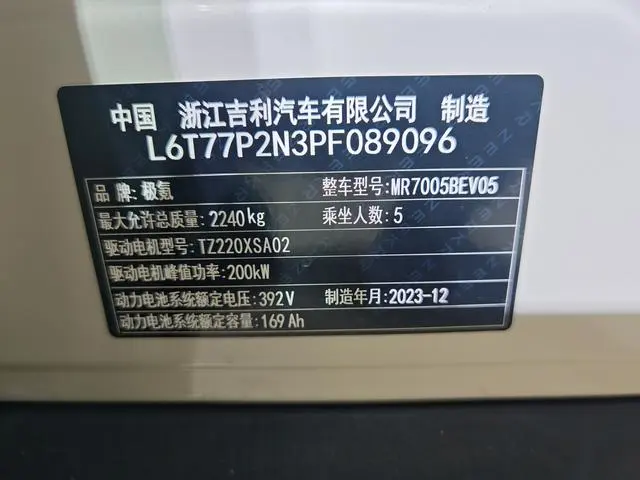 中国 浙江吉利汽车有限公司 制造
L6T77P2N3PF089096
品牌:极氪 整车型号:MR7005BEV05
最大允许总质量:2240kg 乘坐人数:5
驱动电机型号:TZ220XSA02
驱动电机峰值功率:200kW
动力电池系统额定电压:392V 制造年月:2023-12
动力电池系统额定容量:169Ah